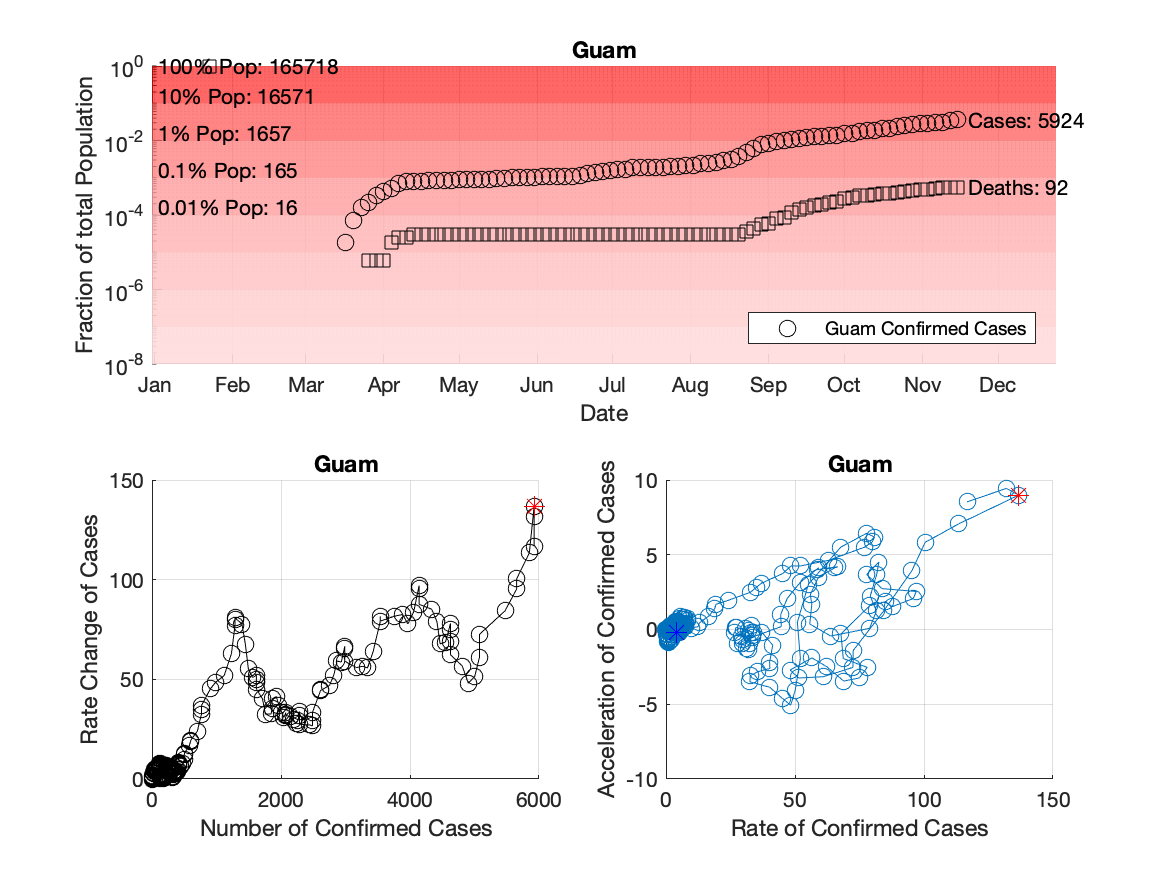 Guam
10^0
10^-2
10^-4
10^-6
10^-8
Fraction of total Population
100% Pop: 165718
10% Pop: 16571
1% Pop: 1657
0.1% Pop: 165
0.01% Pop: 16
Cases: 5924
Deaths: 92
Guam Confirmed Cases
Jan Feb Mar Apr May Jun Jul Aug Sep Oct Nov Dec
Date
Guam
150
100
50
0
Rate Change of Cases
0 2000 4000 6000
Number of Confirmed Cases
Guam
10
5
0
-5
-10
Acceleration of Confirmed Cases
0 50 100 150
Rate of Confirmed Cases